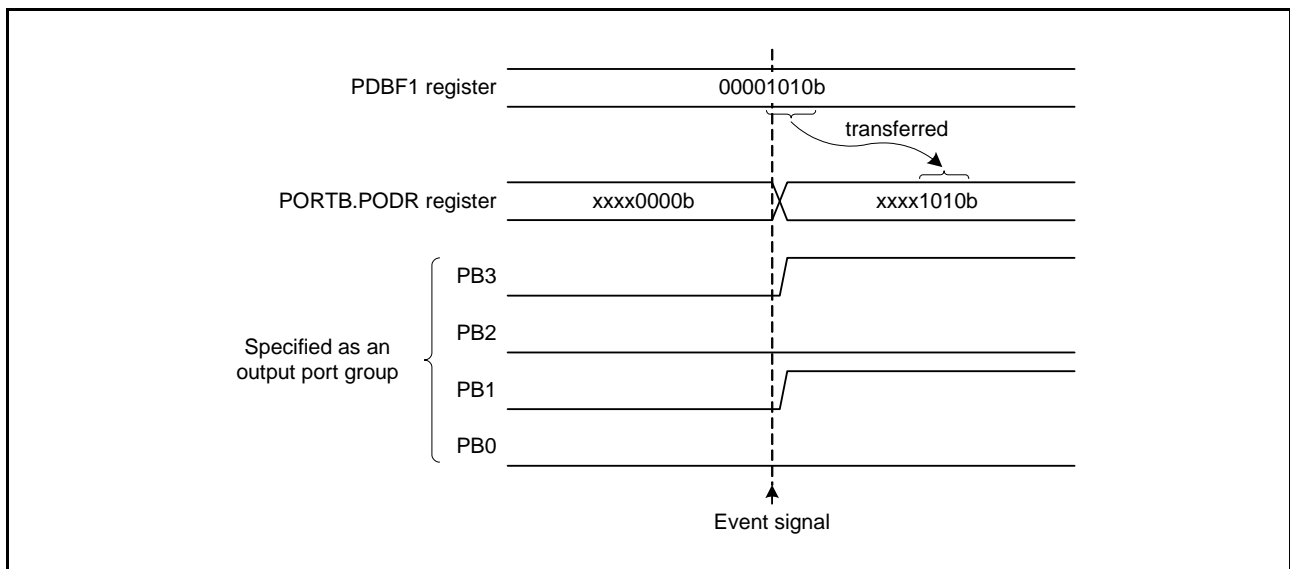 PDBF1 register
00001010b
transferred
PORTB.PODR register
xxxx0000b
xxxx1010b
Specified as an
output port group
PB3
PB2
PB1
PB0
Event signal